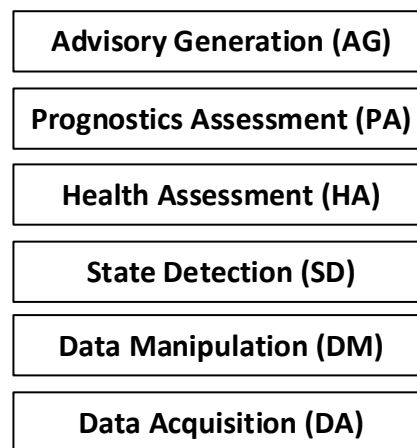 Advisory Generation (AG)
Prognostics Assessment (PA)
Health Assessment (HA)
State Detection (SD)
Data Manipulation (DM)
Data Acquisition (DA)